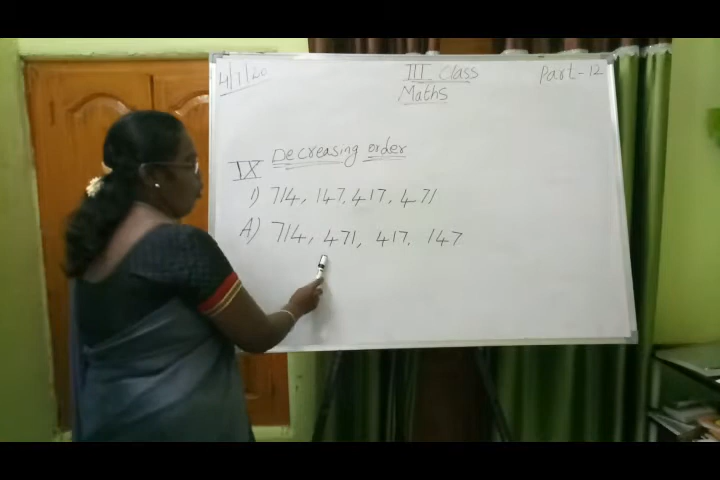 4/1/20 III Class Part-12
Maths
IX Decreasing order
1) 714, 147, 417, 471
A) 714, 471, 417, 147